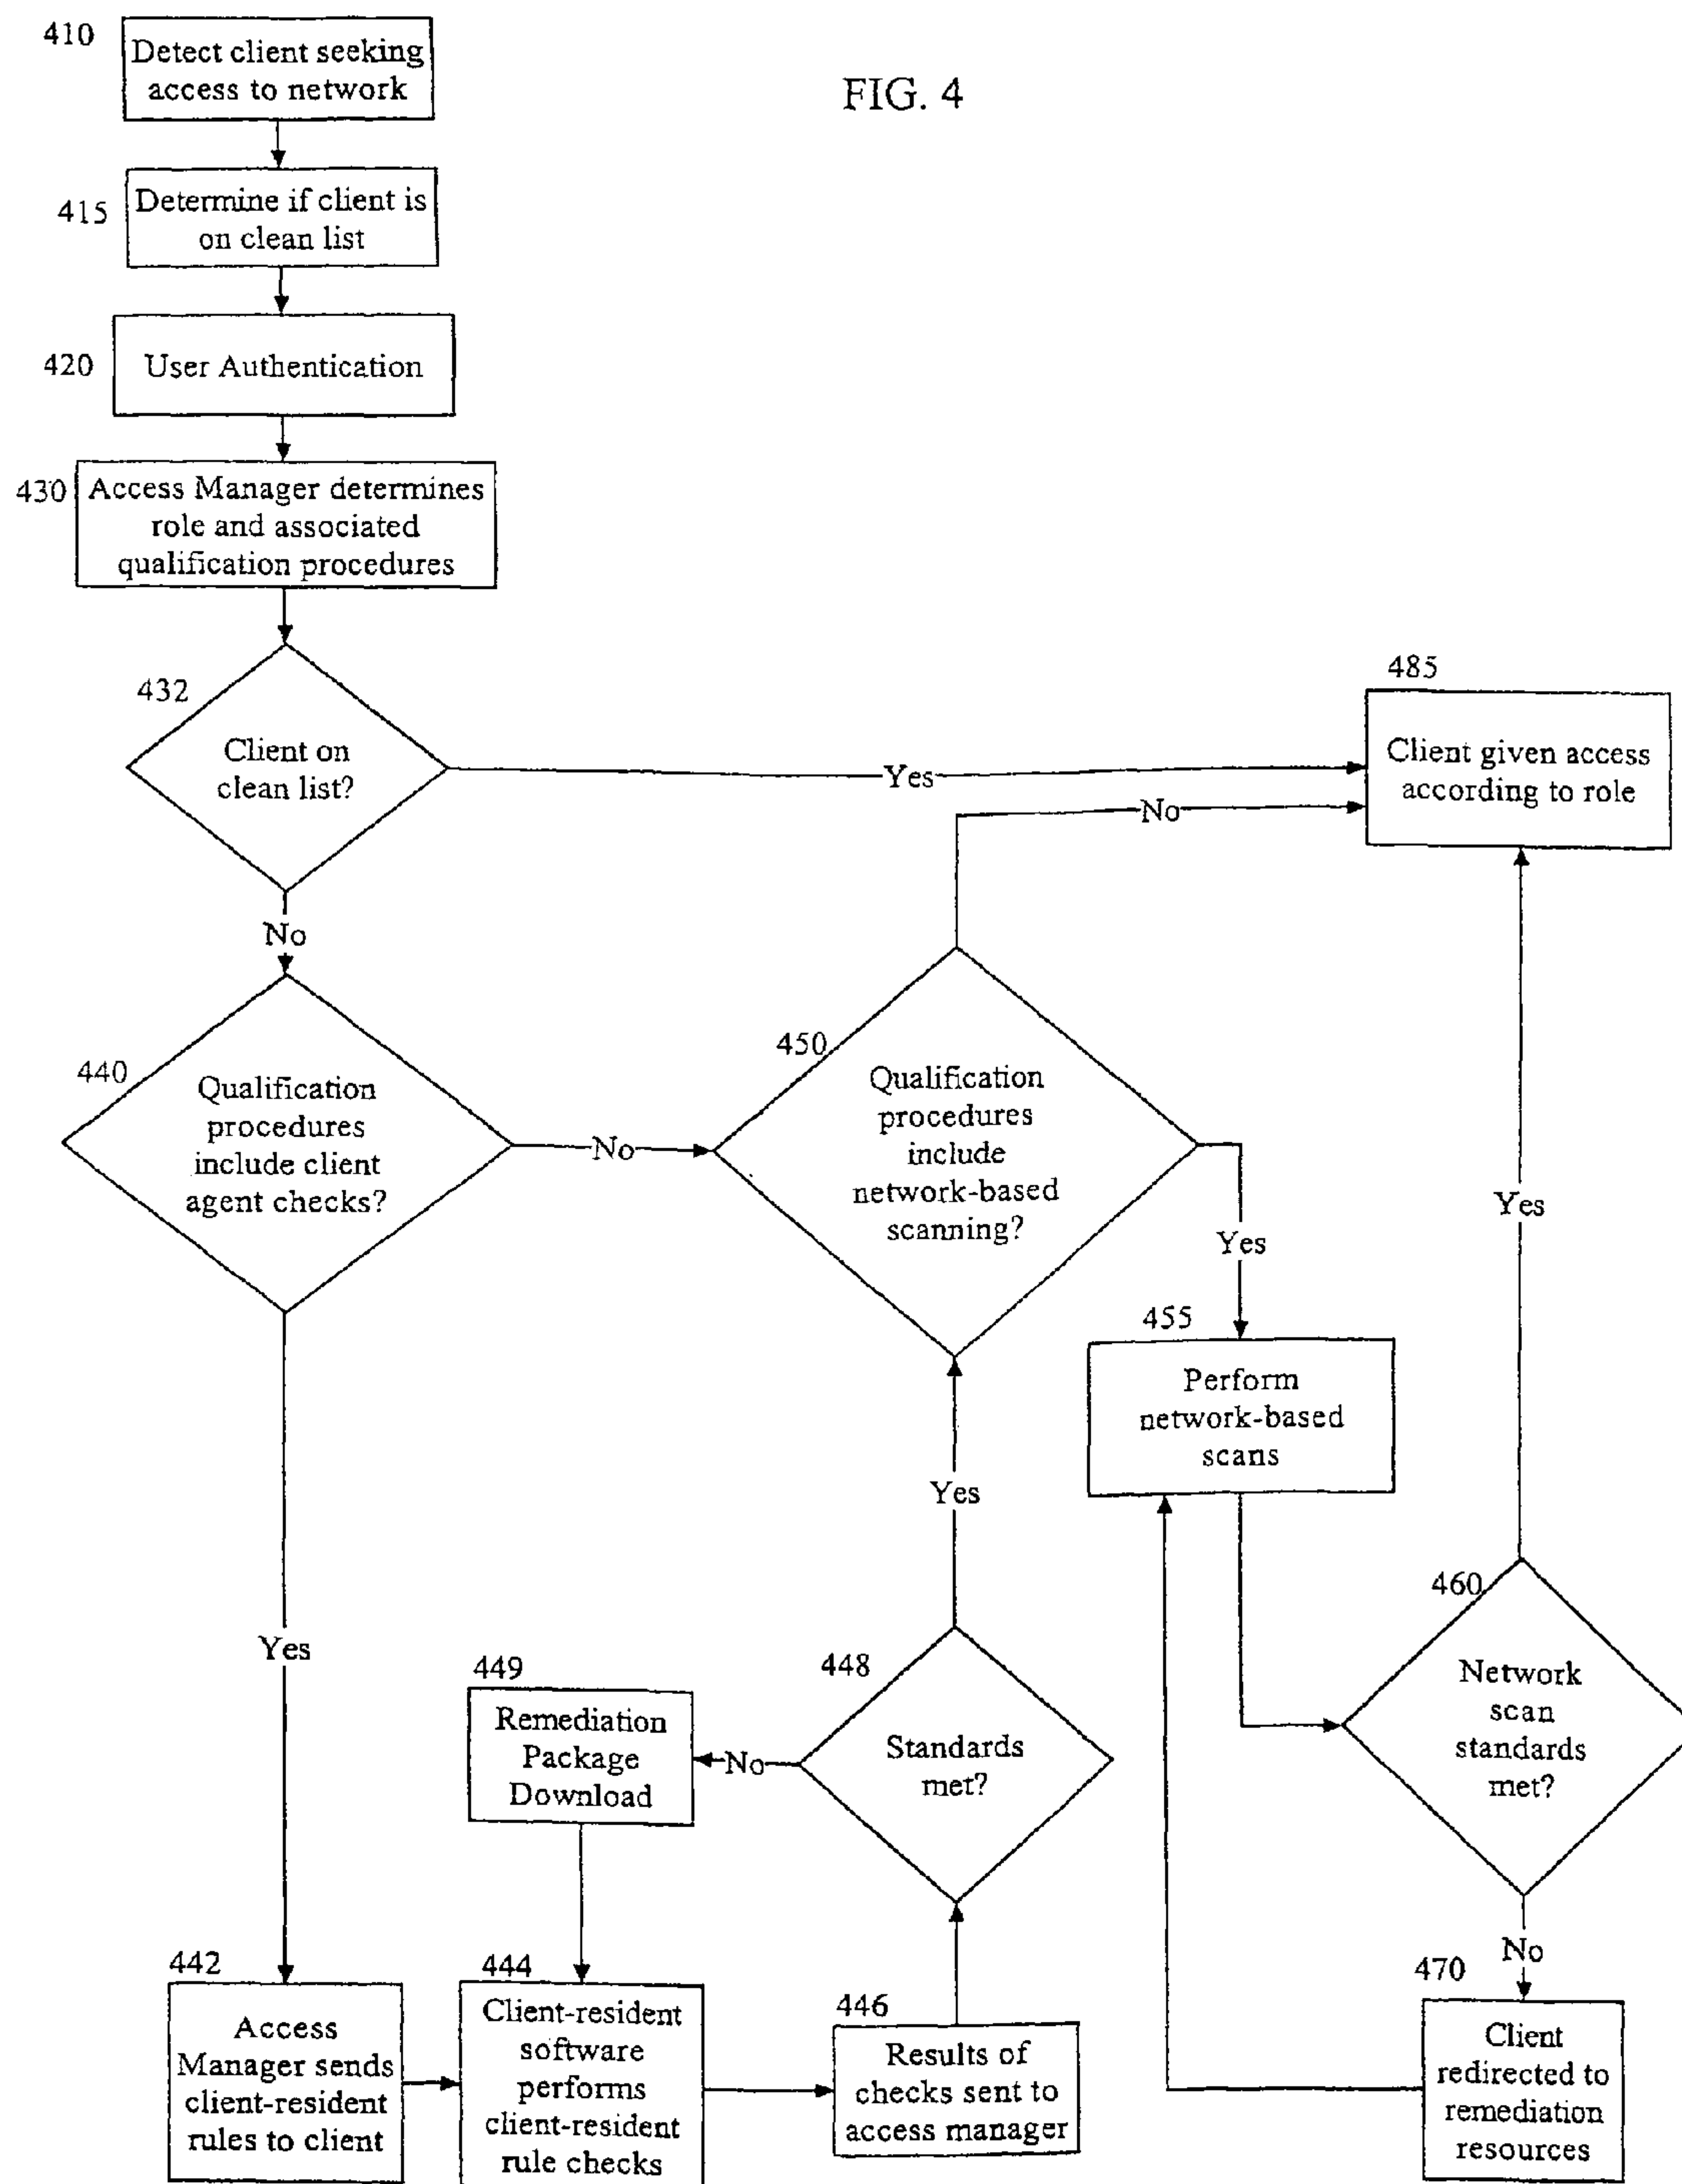 410
Detect client seeking
access to network
FIG. 4
415
Determine if client is
on clean list
420
User Authentication
430
Access Manager determines
role and associated
qualification procedures
432
Client on
clean list?
Yes
485
Client given access
according to role
No
No
440
Qualification
procedures
include client
agent checks?
No
450
Qualification
procedures
include
network-based
scanning?
Yes
Yes
455
Perform
network-based
scans
Yes
460
Network
scan
standards
met?
Yes
449
Remediation
Package
Download
No
448
Standards
met?
No
442
Access
Manager sends
client-resident
rules to client
444
Client-resident
software
performs
client-resident
rule checks
446
Results of
checks sent to
access manager
470
Client
redirected to
remediation
resources